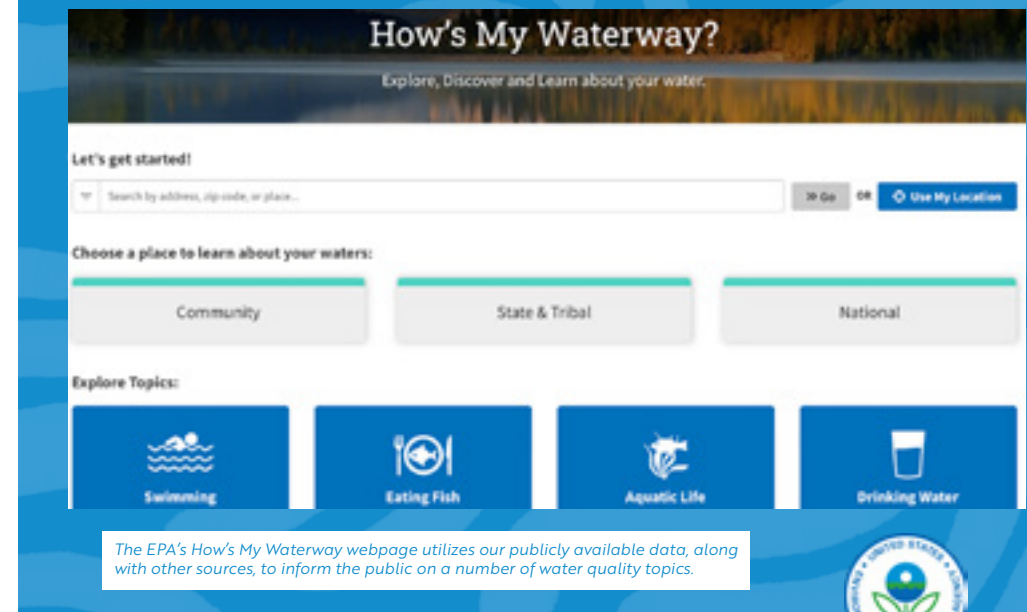 How's My Waterway?
Explore, Discover and Learn about your water.
Let's get started!
Search by address, zip code, or place...
Go
OR
Use My Location
Choose a place to learn about your waters:
Community
State & Tribal
National
Explore Topics:
Swimming
Eating Fish
Aquatic Life
Drinking Water
The EPA's How's My Waterway webpage utilizes our publicly available data, along
with other sources, to inform the public on a number of water quality topics.
UNITED STATES